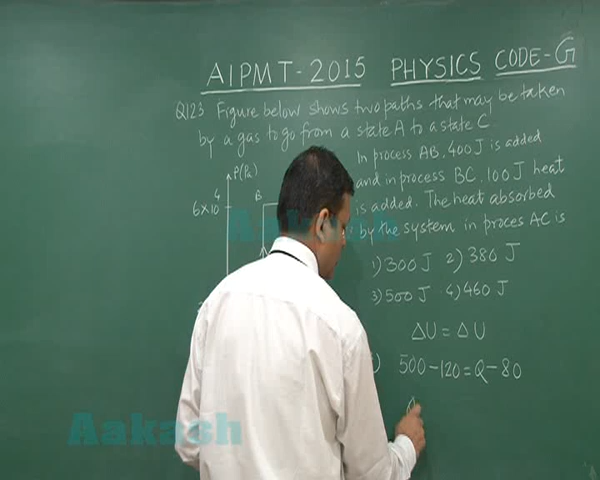 AIPMT-2015 PHYSICS CODE-G
Q123 Figure below shows two paths that may be taken
by a gas to go from a state A to a state C
In process AB, 400 J is added
and in process BC, 100 J heat
is added. The heat absorbed
by the system in proces AC is
P(Pa)
6×10⁴
B
1) 300 J 2) 380 J
3) 500 J 4) 460 J
ΔU = ΔU
500 - 120 = Q - 80
Aakash
Aakash